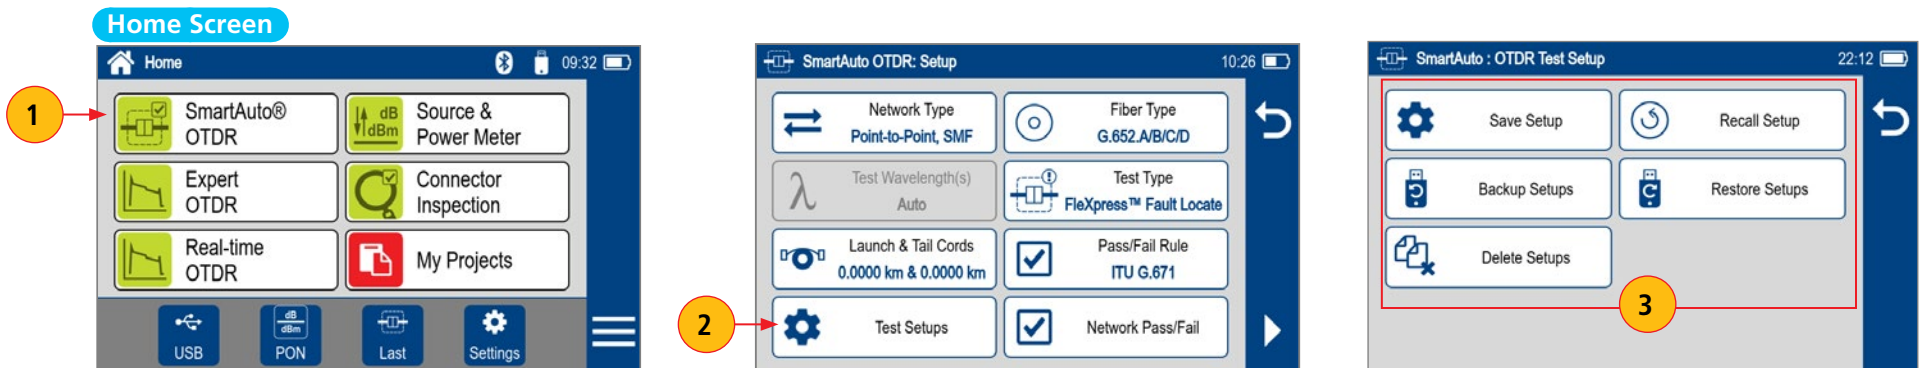 Home Screen
Home
09:32
1
SmartAuto®
OTDR
dB
dBm
Source &
Power Meter
Expert
OTDR
Connector
Inspection
Real-time
OTDR
My Projects
USB
dB
dBm
PON
Last
Settings
SmartAuto OTDR: Setup
10:26
Network Type
Point-to-Point, SMF
Fiber Type
G.652.A/B/C/D
λ
Test Wavelength(s)
Auto
Test Type
FleXpress™ Fault Locate
Launch & Tail Cords
0.0000 km & 0.0000 km
Pass/Fail Rule
ITU G.671
2
Test Setups
Network Pass/Fail
SmartAuto : OTDR Test Setup
22:12
Save Setup
Recall Setup
Backup Setups
Restore Setups
Delete Setups
3